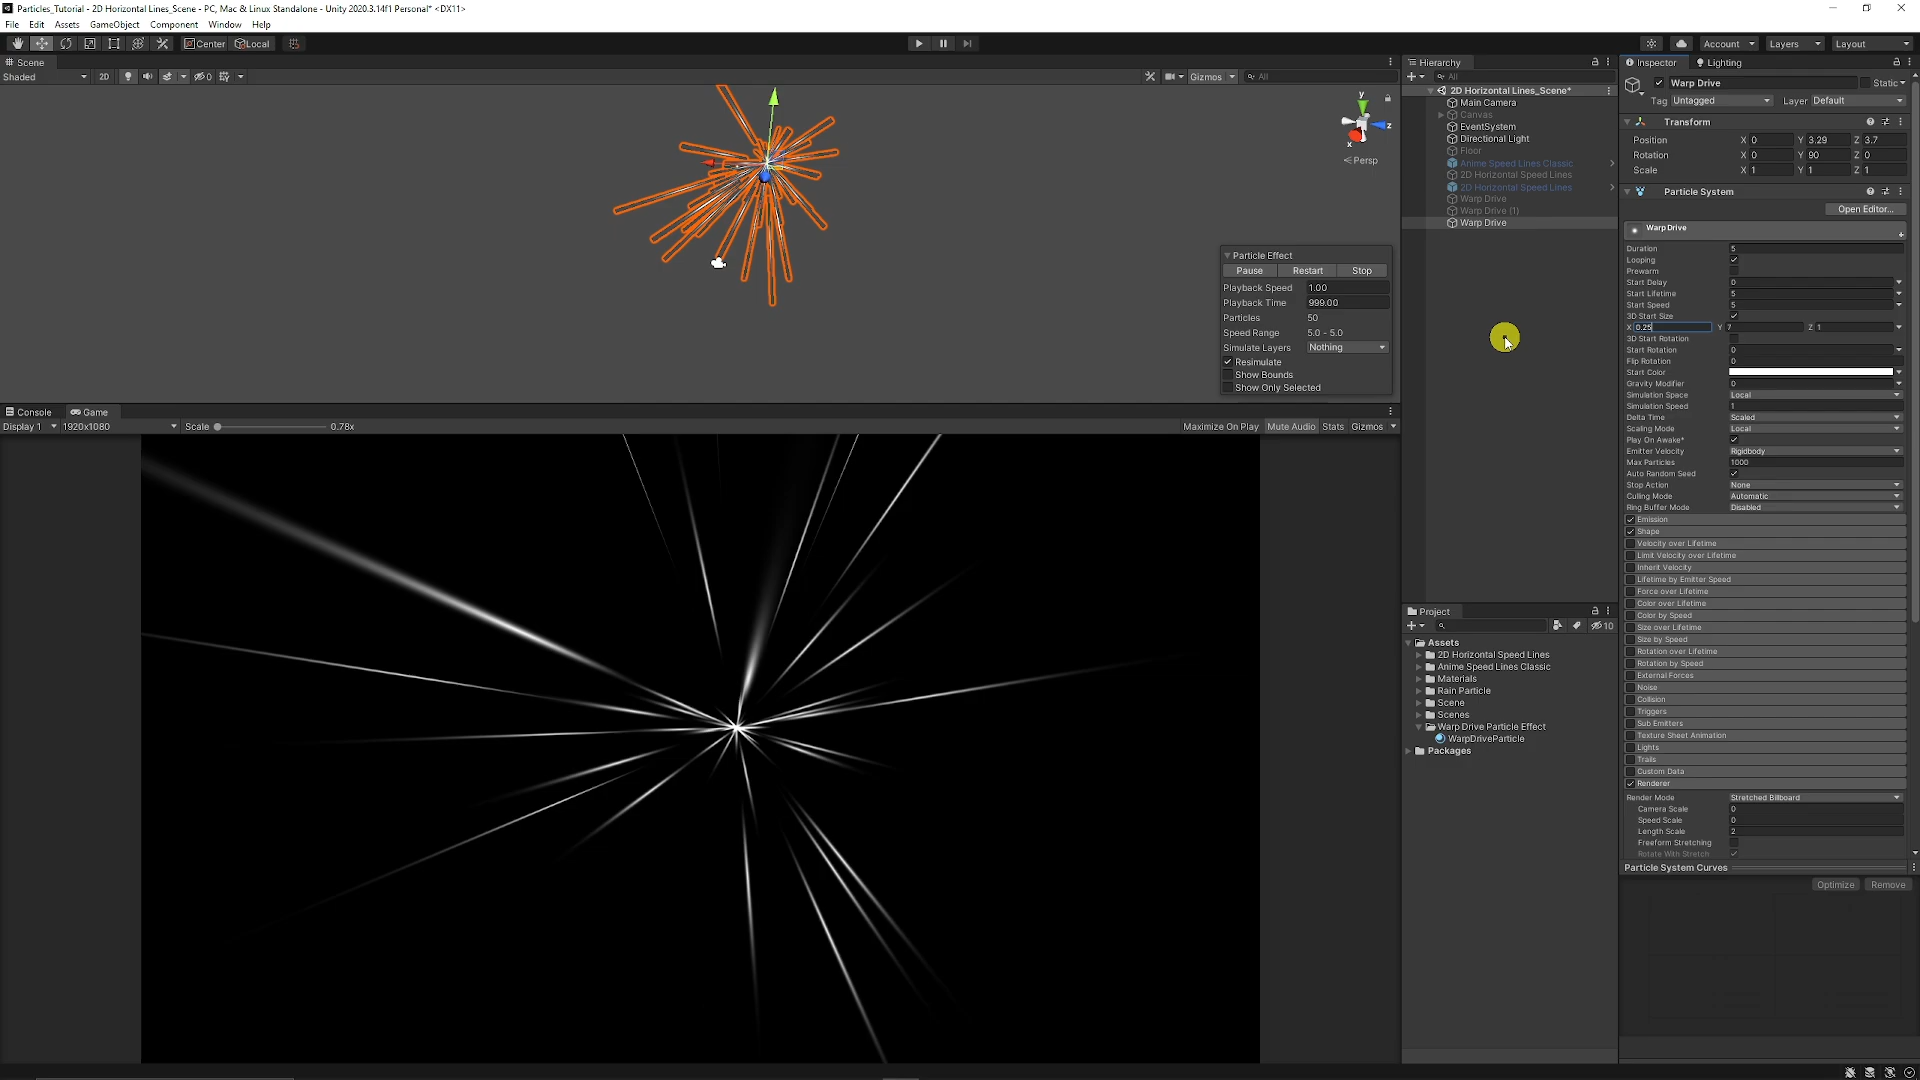 Particles_Tutorial - 2D Horizontal Lines_Scene - PC, Mac & Linux Standalone - Unity 2020.3.14f1 Personal* <DX11>
File Edit Assets GameObject Component Window Help
Center Local
Account Layers Layout
Scene
Shaded 2D 0 Gizmos All
y z x
Persp
Particle Effect
Pause Restart Stop
Playback Speed 1.00
Playback Time 999.00
Particles 50
Speed Range 5.0 - 5.0
Simulate Layers Nothing
Resimulate
Show Bounds
Show Only Selected
Console Game
Display 1 1920x1080 Scale 0.78x Maximize On Play Mute Audio Stats Gizmos
Hierarchy
All
2D Horizontal Lines_Scene*
Main Camera
Canvas
EventSystem
Directional Light
Floor
Anime Speed Lines Classic
2D Horizontal Speed Lines
2D Horizontal Speed Lines
Warp Drive
Warp Drive (1)
Warp Drive
Project
10
Assets
2D Horizontal Speed Lines
Anime Speed Lines Classic
Materials
Rain Particle
Scene
Scenes
Warp Drive Particle Effect
WarpDriveParticle
Packages
Inspector Lighting
Warp Drive Static
Tag Untagged Layer Default
Transform
Position X 0 Y 3.29 Z 3.7
Rotation X 0 Y 90 Z 0
Scale X 1 Y 1 Z 1
Particle System
Open Editor...
Warp Drive
Duration 5
Looping
Prewarm
Start Delay 0
Start Lifetime 5
Start Speed 5
3D Start Size
X 0.25 Y 7 Z 1
3D Start Rotation
Start Rotation 0
Flip Rotation 0
Start Color
Gravity Modifier 0
Simulation Space Local
Simulation Speed 1
Delta Time Scaled
Scaling Mode Local
Play On Awake*
Emitter Velocity Rigidbody
Max Particles 1000
Auto Random Seed
Stop Action None
Culling Mode Automatic
Ring Buffer Mode Disabled
Emission
Shape
Velocity over Lifetime
Limit Velocity over Lifetime
Inherit Velocity
Lifetime by Emitter Speed
Force over Lifetime
Color over Lifetime
Color by Speed
Size over Lifetime
Size by Speed
Rotation over Lifetime
Rotation by Speed
External Forces
Noise
Collision
Triggers
Sub Emitters
Texture Sheet Animation
Lights
Trails
Custom Data
Renderer
Render Mode Stretched Billboard
Camera Scale 0
Speed Scale 0
Length Scale 2
Freeform Stretching
Rotate With Stretch
Particle System Curves
Optimize Remove